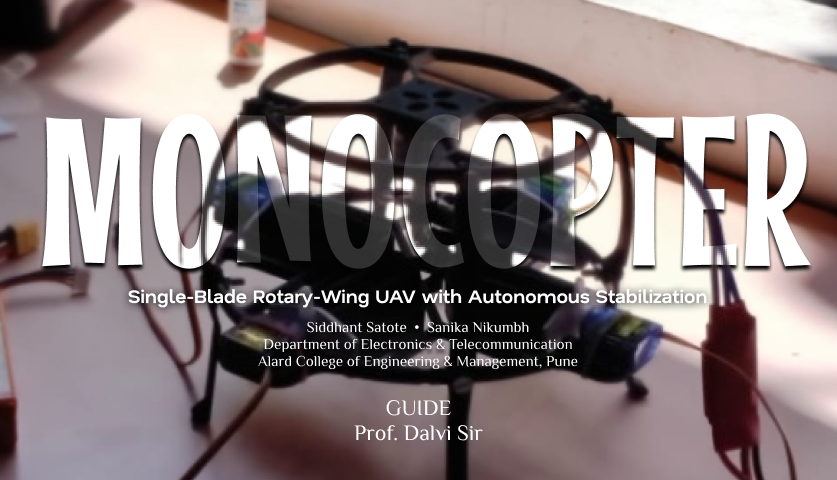 MONOCOPTER
Single-Blade Rotary-Wing UAV with Autonomous Stabilization
Siddhant Satote • Sanika Nikumbh
Department of Electronics & Telecommunication
Alard College of Engineering & Management, Pune
GUIDE
Prof. Dalvi Sir